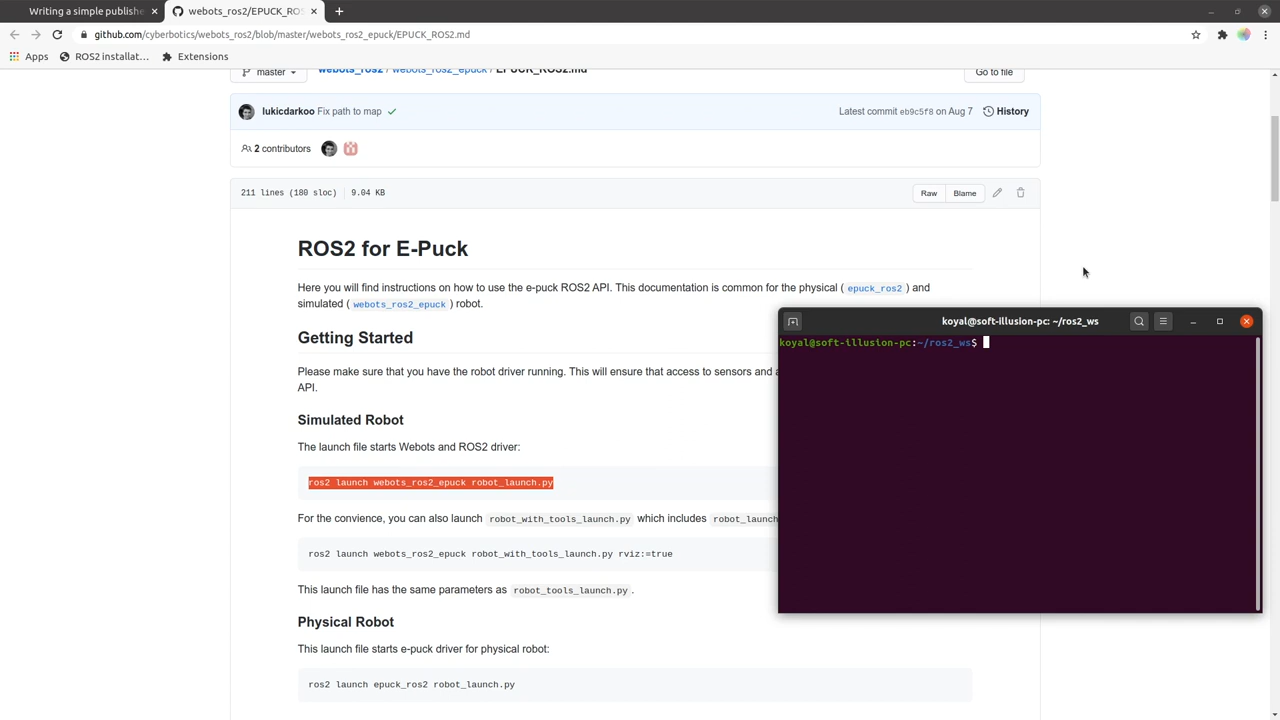 Writing a simple publishe
webots_ros2/EPUCK_ROS
github.com/cyberbotics/webots_ros2/blob/master/webots_ros2_epuck/EPUCK_ROS2.md
Apps
ROS2 installat...
Extensions
master
webots_ros2 / webots_ros2_epuck / EPUCK_ROS2.md
Go to file
lukicdarkoo Fix path to map
Latest commit eb9c5f8 on Aug 7
History
2 contributors
211 lines (180 sloc)
9.04 KB
Raw
Blame
ROS2 for E-Puck
Here you will find instructions on how to use the e-puck ROS2 API. This documentation is common for the physical ( epuck_ros2 ) and
simulated ( webots_ros2_epuck ) robot.
Getting Started
Please make sure that you have the robot driver running. This will ensure that access to sensors and a
API.
Simulated Robot
The launch file starts Webots and ROS2 driver:
ros2 launch webots_ros2_epuck robot_launch.py
For the convience, you can also launch robot_with_tools_launch.py which includes robot_launch
ros2 launch webots_ros2_epuck robot_with_tools_launch.py rviz:=true
This launch file has the same parameters as robot_tools_launch.py .
Physical Robot
This launch file starts e-puck driver for physical robot:
ros2 launch epuck_ros2 robot_launch.py
koyal@soft-illusion-pc: ~/ros2_ws
koyal@soft-illusion-pc:~/ros2_ws$